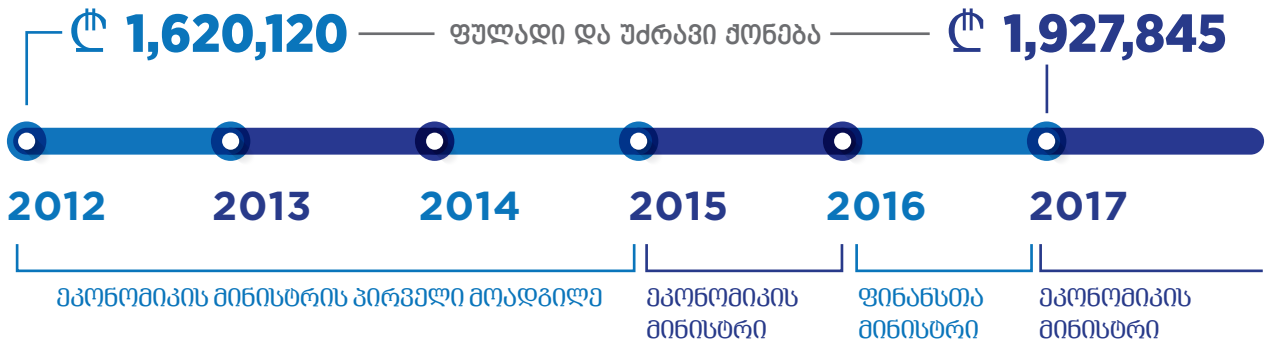 ₾ 1,620,120 ფულადი და უძრავი ქონება ₾ 1,927,845
2012 2013 2014 2015 2016 2017
ეკონომიკის მინისტრის პირველი მოადგილე
ეკონომიკის
მინისტრი
ფინანსთა
მინისტრი
ეკონომიკის
მინისტრი